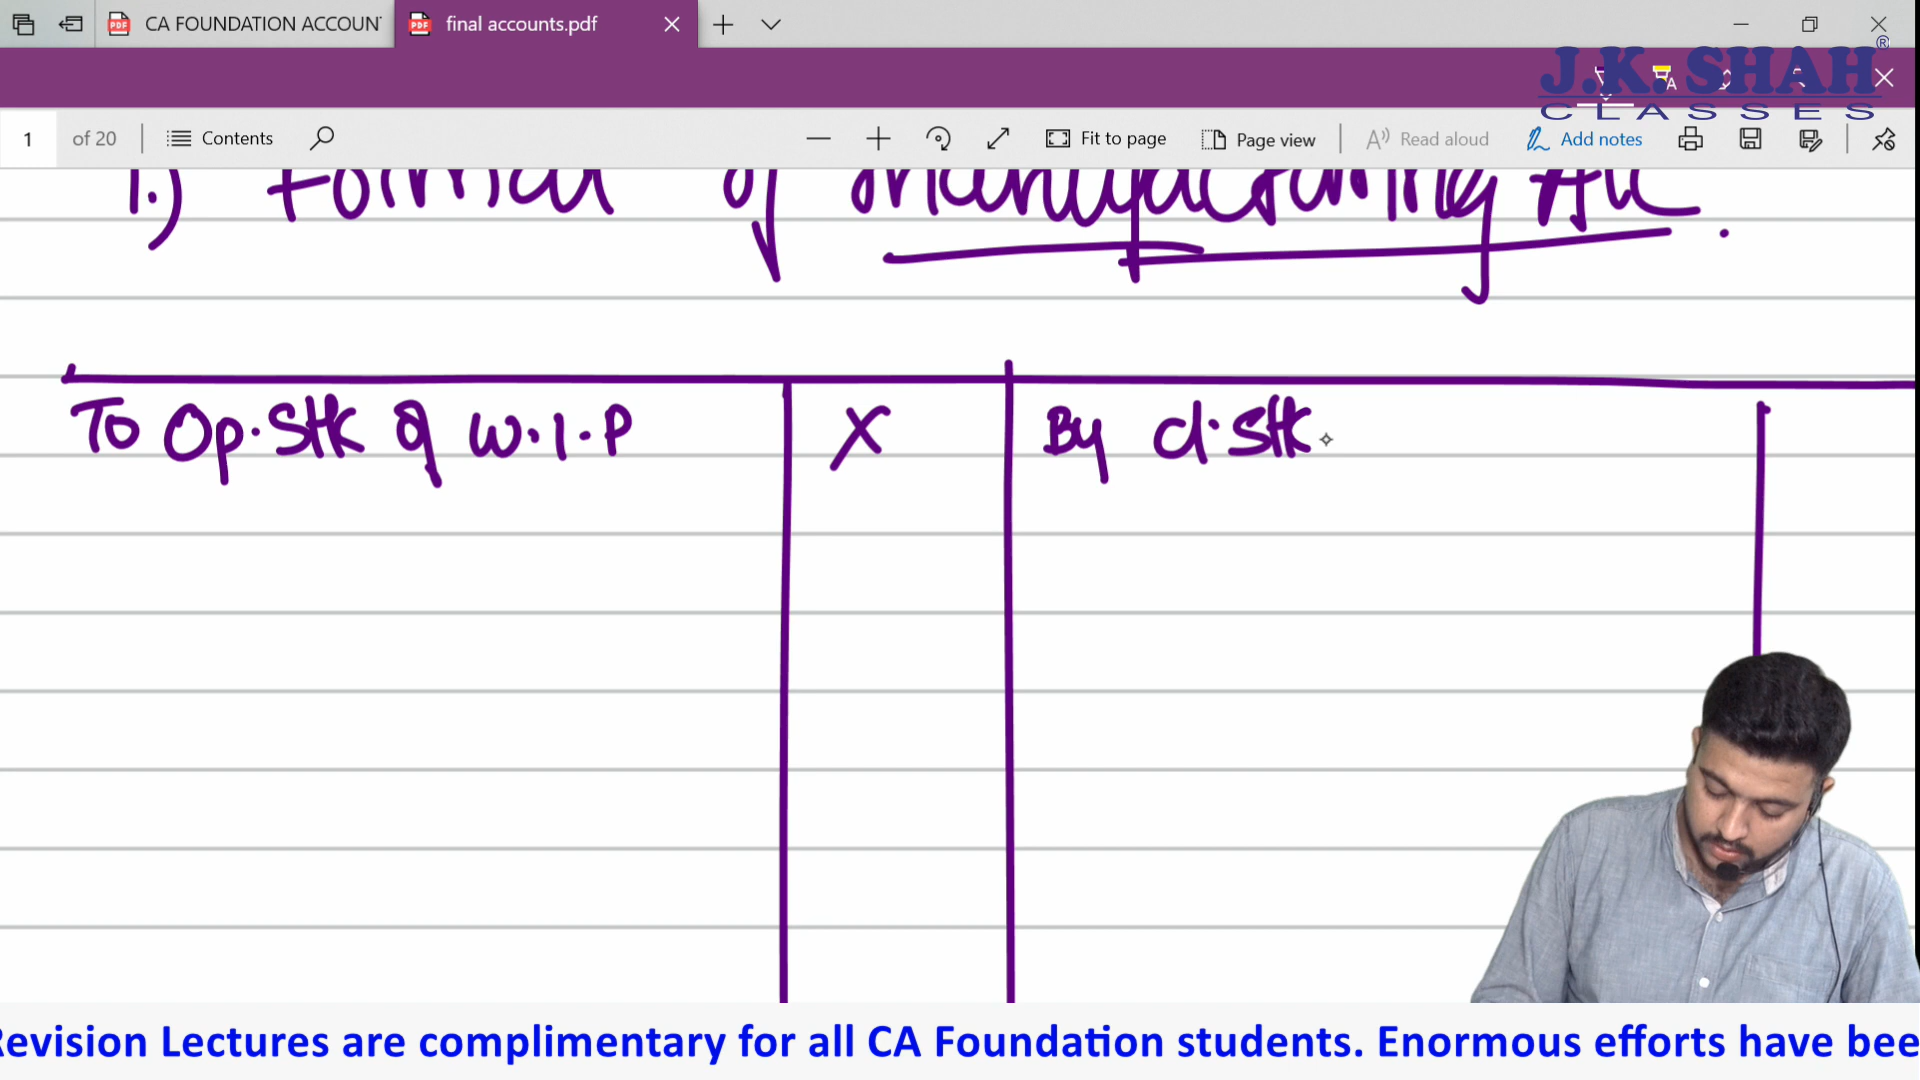 CA FOUNDATION ACCOUN
final accounts.pdf
J.K. SHAH®
CLASSES
1 of 20 Contents Fit to page Page view Read aloud Add notes
1.) Format of Manufacturing A/c.
To Op. Stk of W.I.P X By cl. Stk
Revision Lectures are complimentary for all CA Foundation students. Enormous efforts have bee